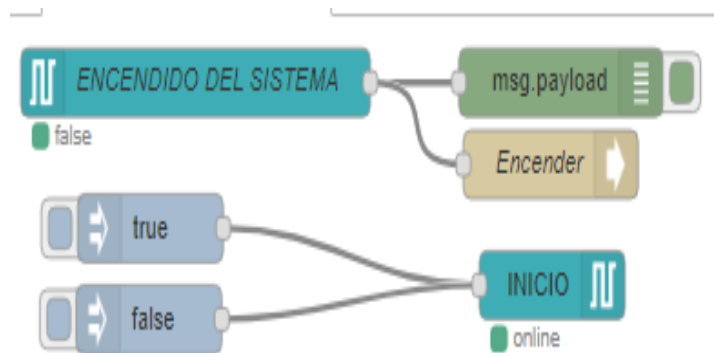 ENCENDIDO DEL SISTEMA
msg.payload
false
Encender
true
INICIO
false
online